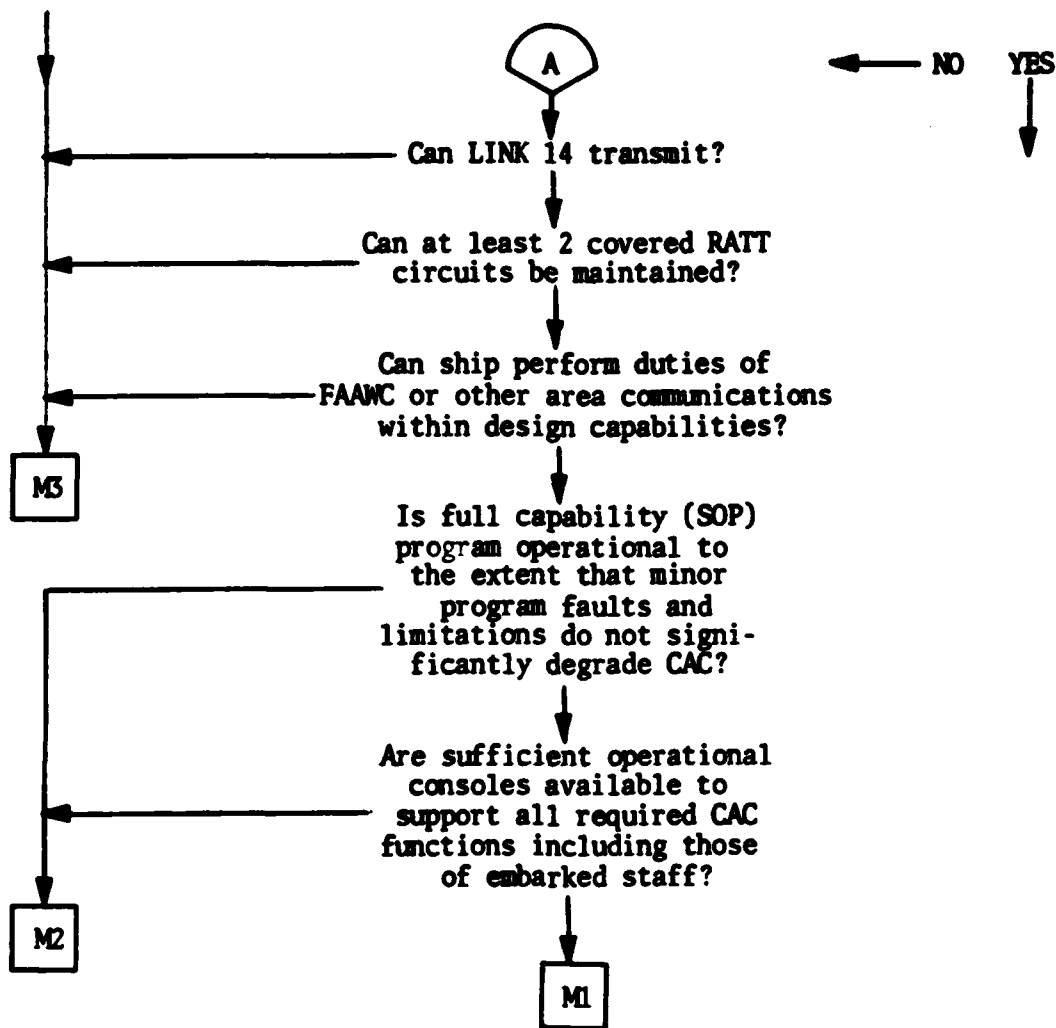 A
NO YES
Can LINK 14 transmit?
Can at least 2 covered RATT
circuits be maintained?
Can ship perform duties of
FAAWC or other area communications
within design capabilities?
M3
Is full capability (SOP)
program operational to
the extent that minor
program faults and
limitations do not signi-
ficantly degrade CAC?
Are sufficient operational
consoles available to
support all required CAC
functions including those
of embarked staff?
M2
M1